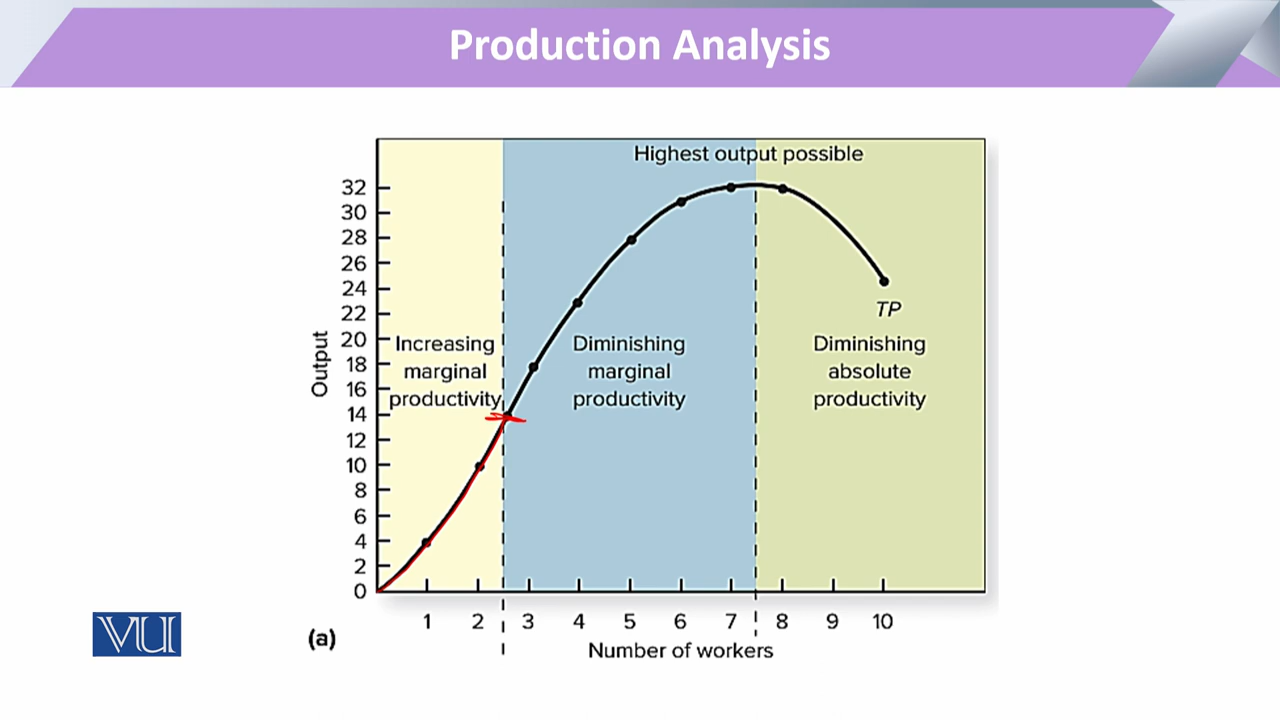 Production Analysis
Highest output possible
32
30
28
26
24
22
20
18
16
14
12
10
8
6
4
2
0
Output
Increasing
marginal
productivity
Diminishing
marginal
productivity
Diminishing
absolute
productivity
TP
1 2 3 4 5 6 7 8 9 10
Number of workers
(a)
VU